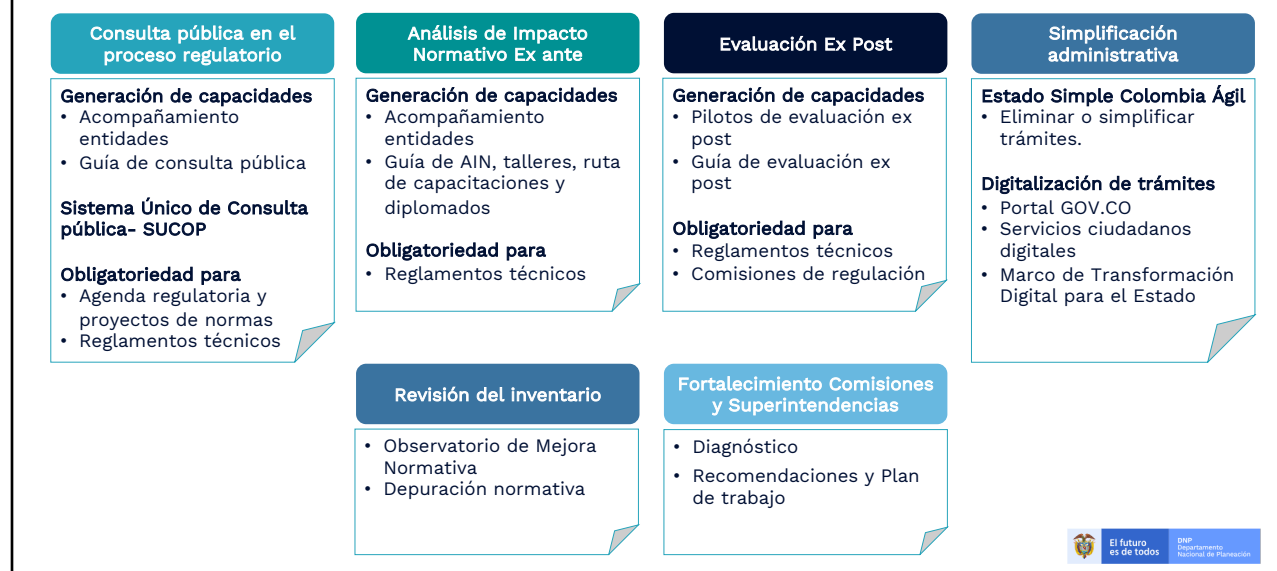 Consulta pública en el
proceso regulatorio
Generación de capacidades
• Acompañamiento
entidades
• Guía de consulta pública
Sistema Único de Consulta
pública- SUCOP
Obligatoriedad para
• Agenda regulatoria y
proyectos de normas
• Reglamentos técnicos
Análisis de Impacto
Normativo Ex ante
Generación de capacidades
• Acompañamiento
entidades
• Guía de AIN, talleres, ruta
de capacitaciones y
diplomados
Obligatoriedad para
• Reglamentos técnicos
Evaluación Ex Post
Generación de capacidades
• Pilotos de evaluación ex
post
• Guía de evaluación ex
post
Obligatoriedad para
• Reglamentos técnicos
• Comisiones de regulación
Simplificación
administrativa
Estado Simple Colombia Ágil
• Eliminar o simplificar
trámites.
Digitalización de trámites
• Portal GOV.CO
• Servicios ciudadanos
digitales
• Marco de Transformación
Digital para el Estado
Revisión del inventario
• Observatorio de Mejora
Normativa
• Depuración normativa
Fortalecimiento Comisiones
y Superintendencias
• Diagnóstico
• Recomendaciones y Plan
de trabajo
El futuro
es de todos
DNP
Departamento
Nacional de Planeación